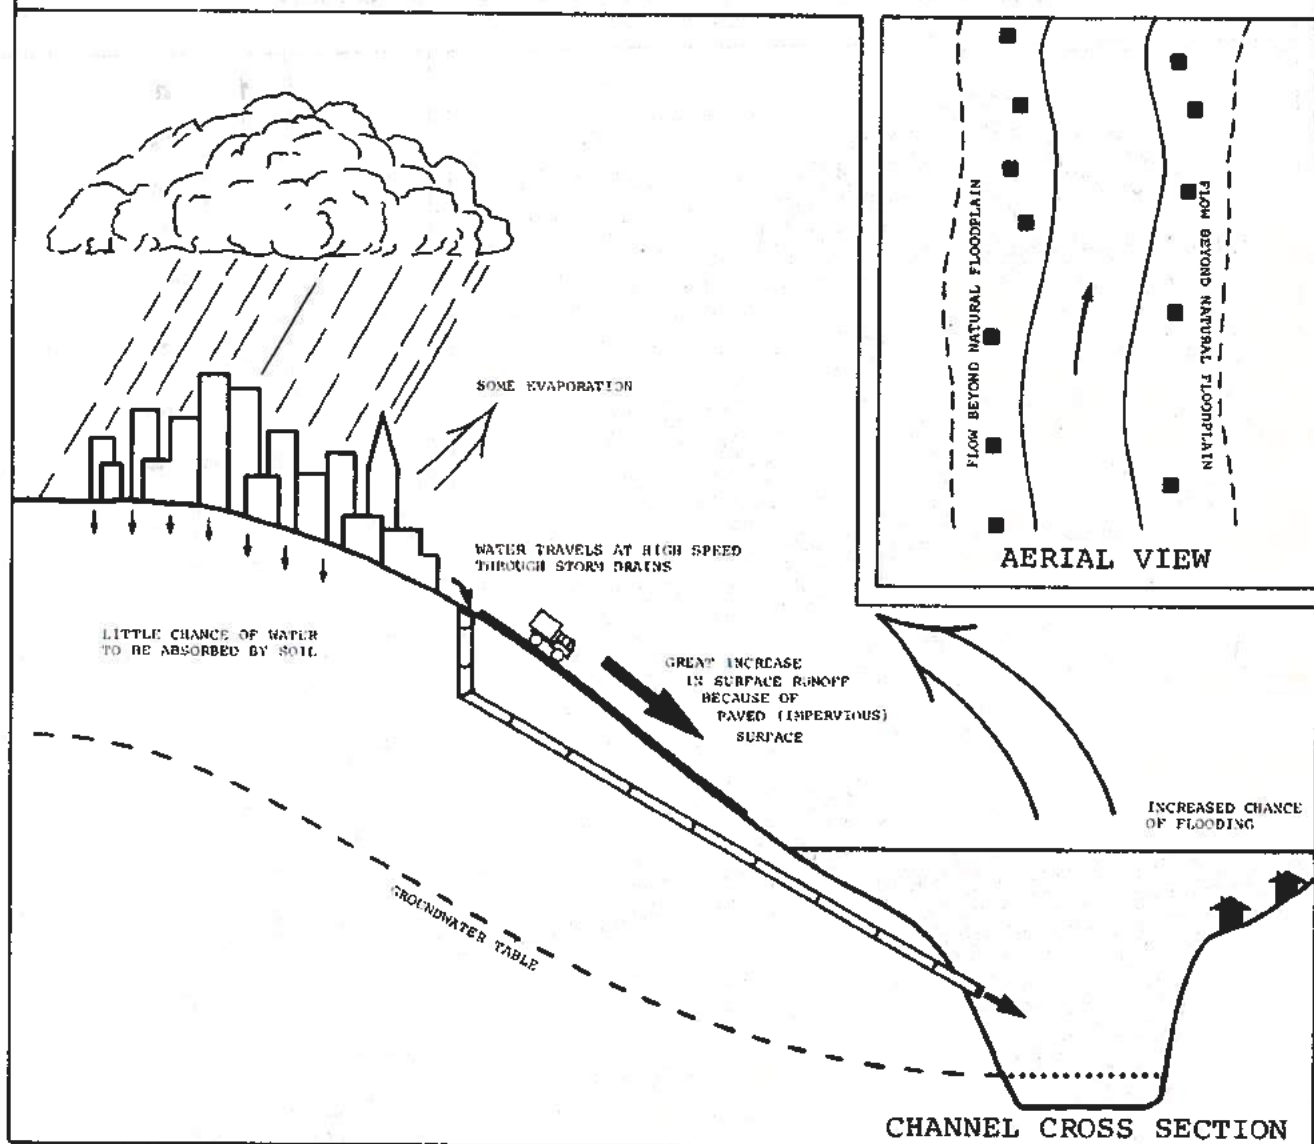 FLOW BEYOND NATURAL FLOODPLAIN
FLOW BEYOND NATURAL FLOODPLAIN
AERIAL VIEW
SOME EVAPORATION
WATER TRAVELS AT HIGH SPEED
THROUGH STORM DRAINS
LITTLE CHANCE OF WATER
TO BE ABSORBED BY SOIL
GREAT INCREASE
IN SURFACE RUNOFF
BECAUSE OF
PAVED (IMPERVIOUS)
SURFACE
INCREASED CHANCE
OF FLOODING
GROUNDWATER TABLE
CHANNEL CROSS SECTION